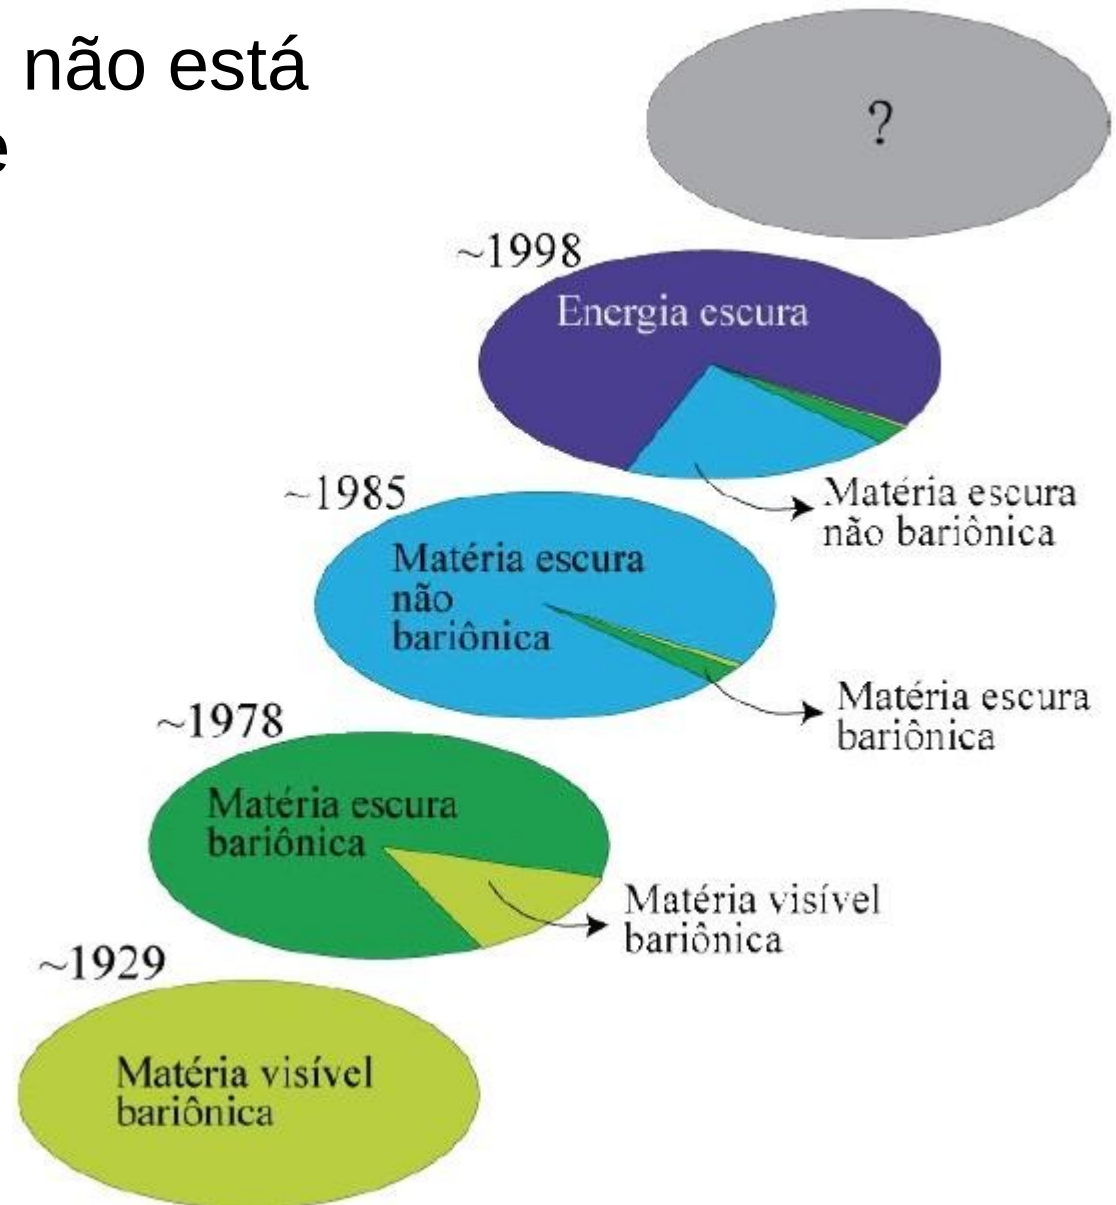 não está
e
?
~1998
Energia escura
Matéria escura
não bariônica
~1985
Matéria escura
não
bariônica
Matéria escura
bariônica
~1978
Matéria escura
bariônica
Matéria visível
bariônica
~1929
Matéria visível
bariônica